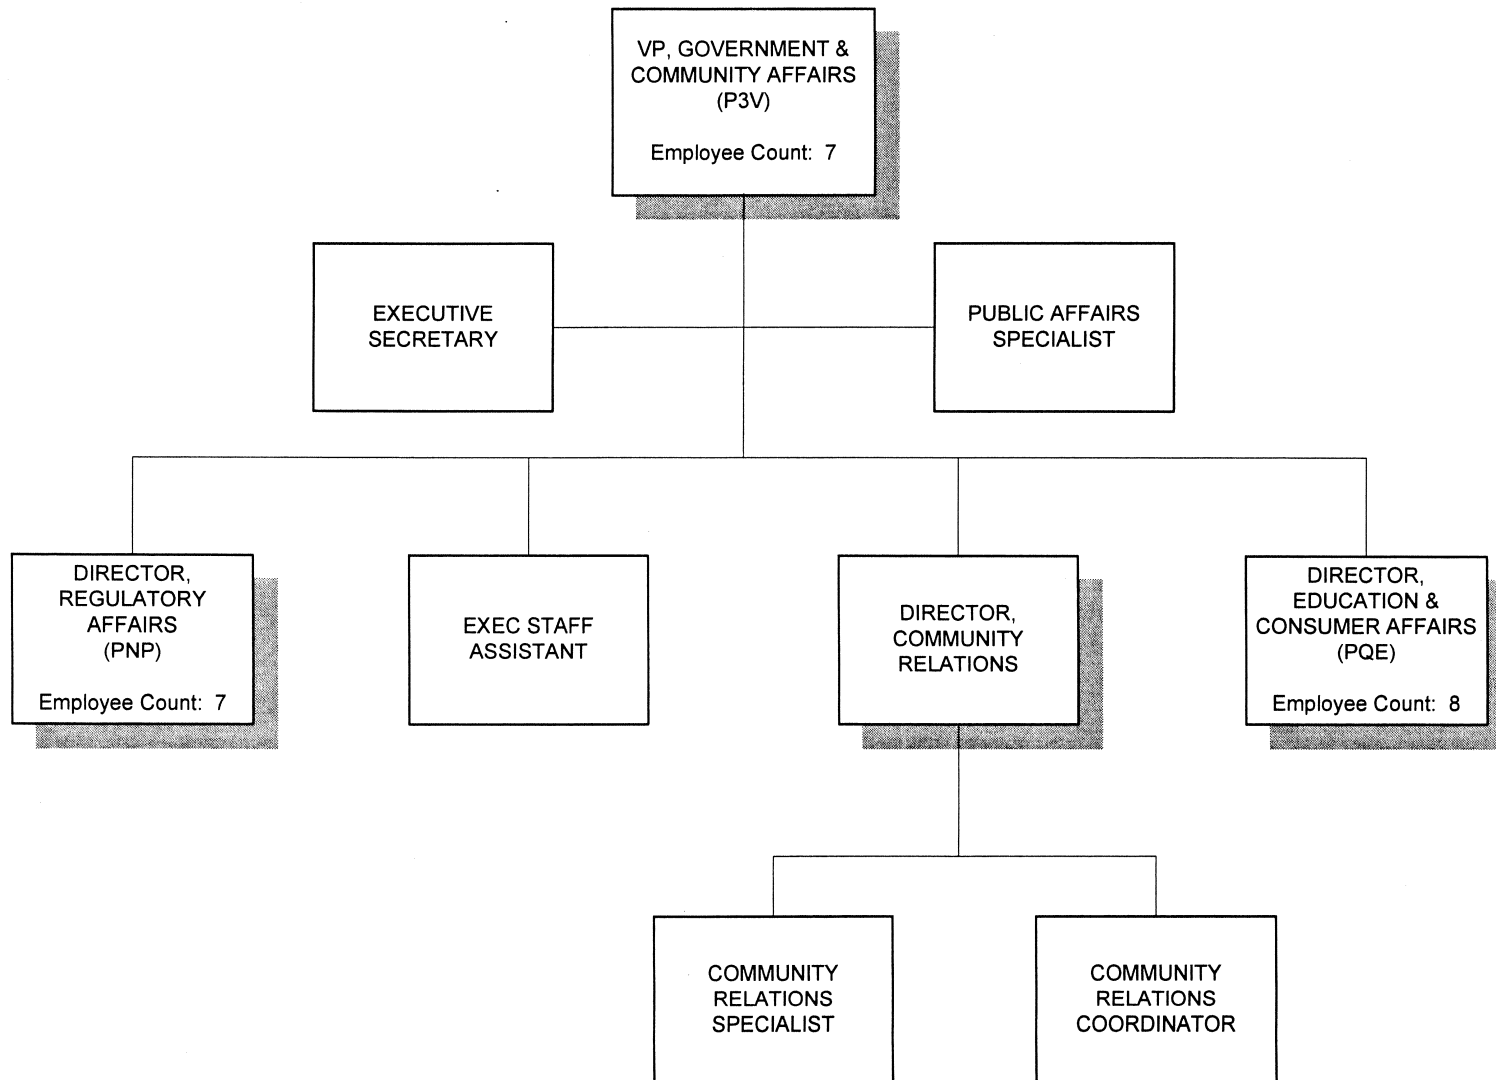 VP, GOVERNMENT &
COMMUNITY AFFAIRS
(P3V)
Employee Count: 7
EXECUTIVE
SECRETARY
PUBLIC AFFAIRS
SPECIALIST
DIRECTOR,
REGULATORY
AFFAIRS
(PNP)
Employee Count: 7
EXEC STAFF
ASSISTANT
DIRECTOR,
COMMUNITY
RELATIONS
DIRECTOR,
EDUCATION &
CONSUMER AFFAIRS
(PQE)
Employee Count: 8
COMMUNITY
RELATIONS
SPECIALIST
COMMUNITY
RELATIONS
COORDINATOR